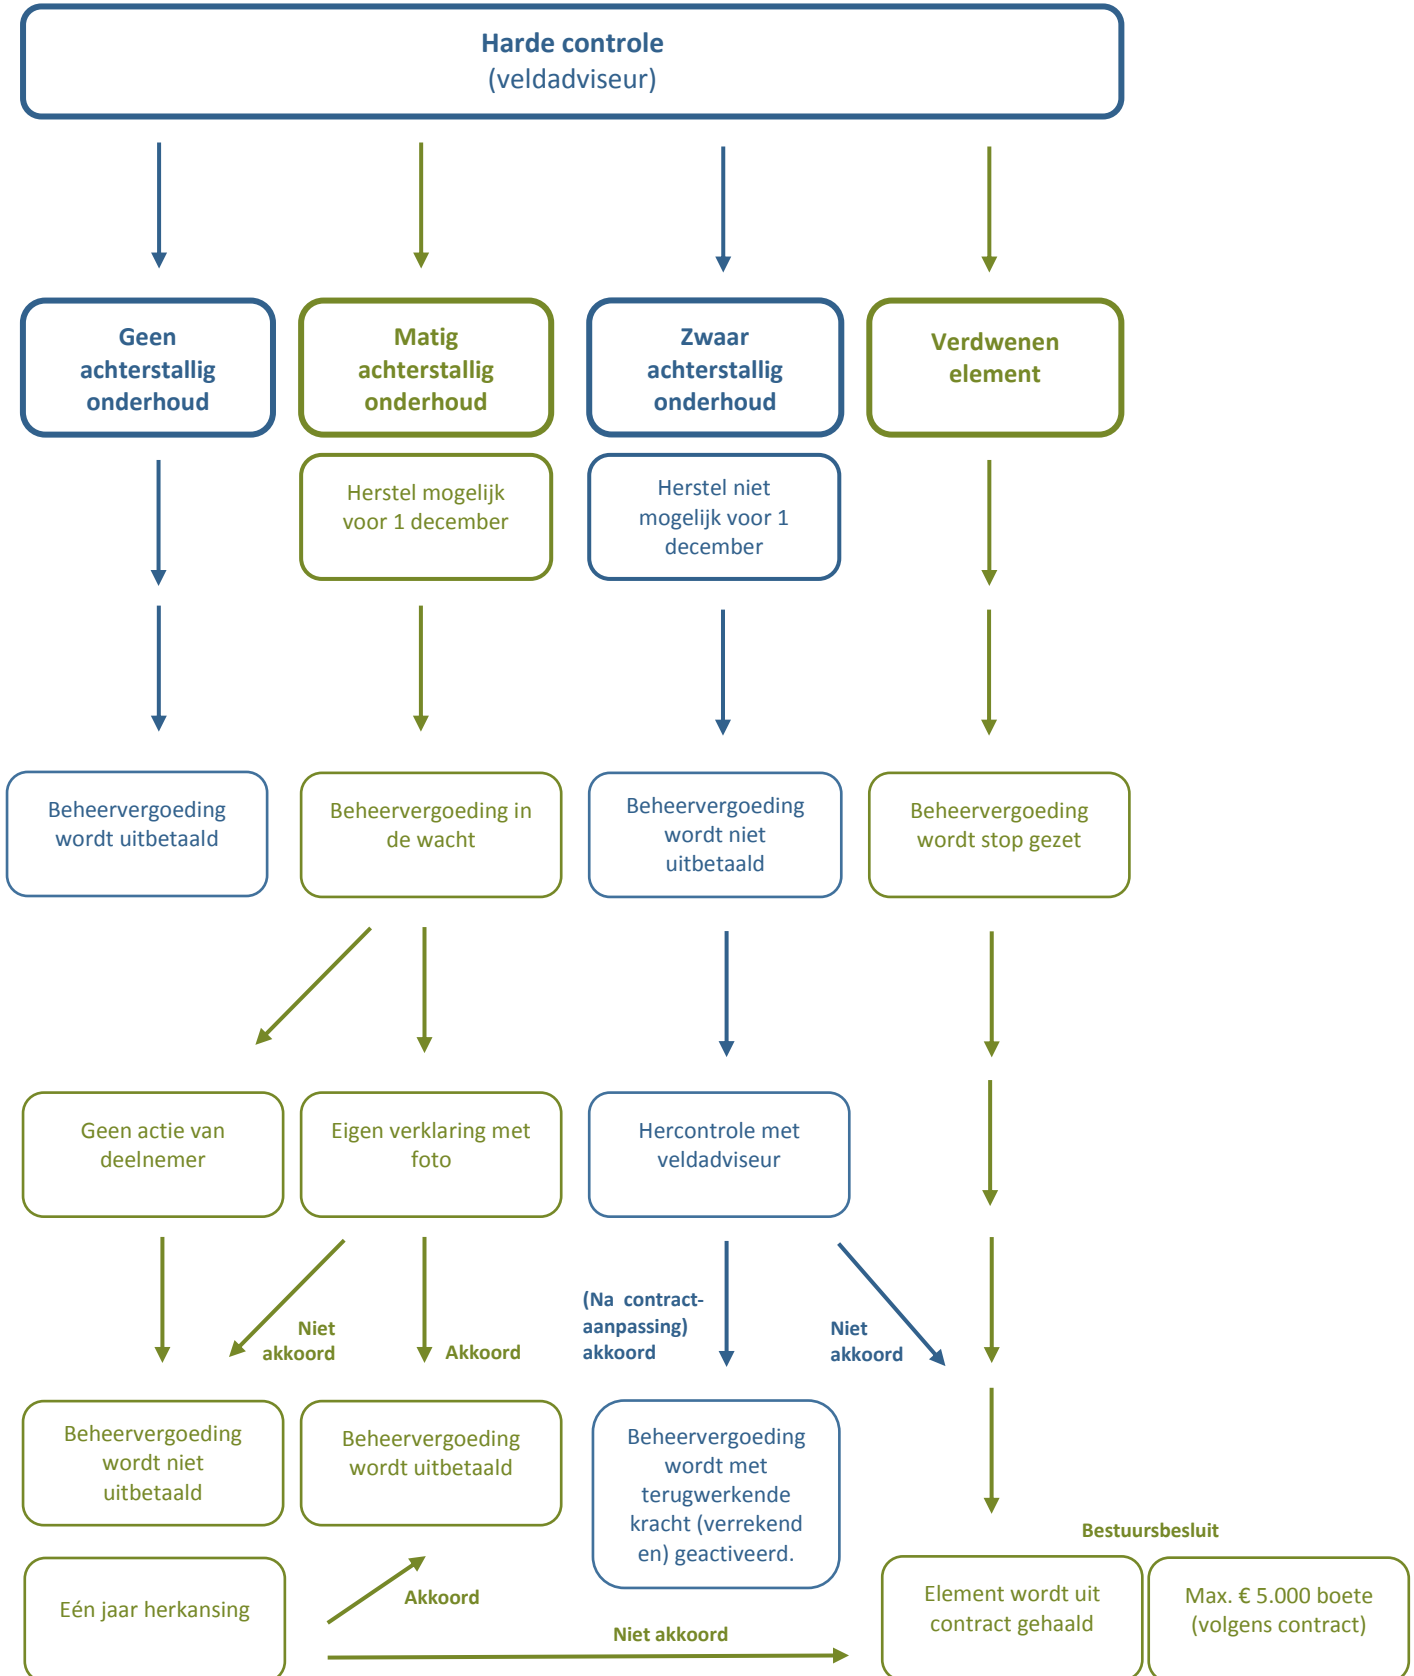 Harde controle
(veldadviseur)
Geen
achterstallig
onderhoud
Matig
achterstallig
onderhoud
Zwaar
achterstallig
onderhoud
Verdwenen
element
Herstel mogelijk
voor 1 december
Herstel niet
mogelijk voor 1
december
Beheervergoeding
wordt uitbetaald
Beheervergoeding in
de wacht
Beheervergoeding
wordt niet
uitbetaald
Beheervergoeding
wordt stop gezet
Geen actie van
deelnemer
Eigen verklaring met
foto
Hercontrole met
veldadviseur
Niet
akkoord
Akkoord
(Na contract-
aanpassing)
akkoord
Niet
akkoord
Beheervergoeding
wordt niet
uitbetaald
Beheervergoeding
wordt uitbetaald
Beheervergoeding
wordt met
terugwerkende
kracht (verrekend
en) geactiveerd.
Bestuursbesluit
Eén jaar herkansing
Akkoord
Niet akkoord
Element wordt uit
contract gehaald
Max. € 5.000 boete
(volgens contract)